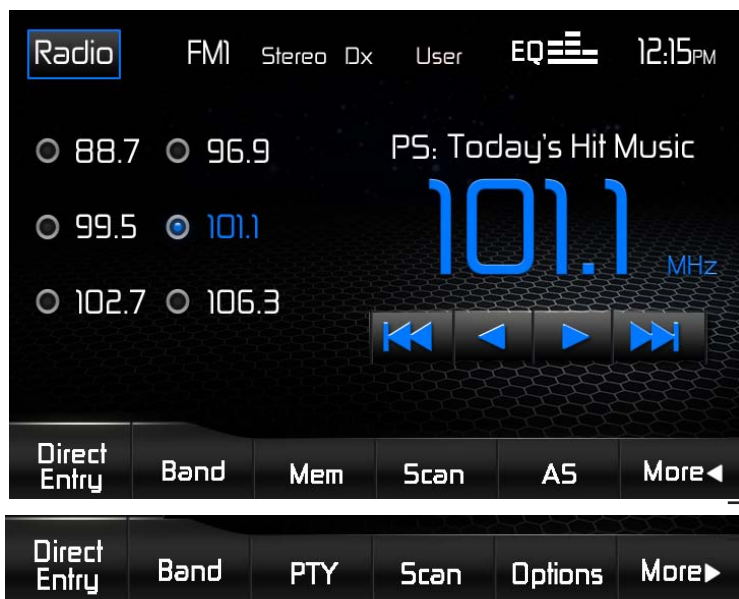 Radio FM1 Stereo Dx User EQ 12:15PM
88.7 96.9 PS: Today's Hit Music
99.5 101.1 101.1 MHz
102.7 106.3
Direct Entry Band Mem Scan AS More
Direct Entry Band PTY Scan Options More